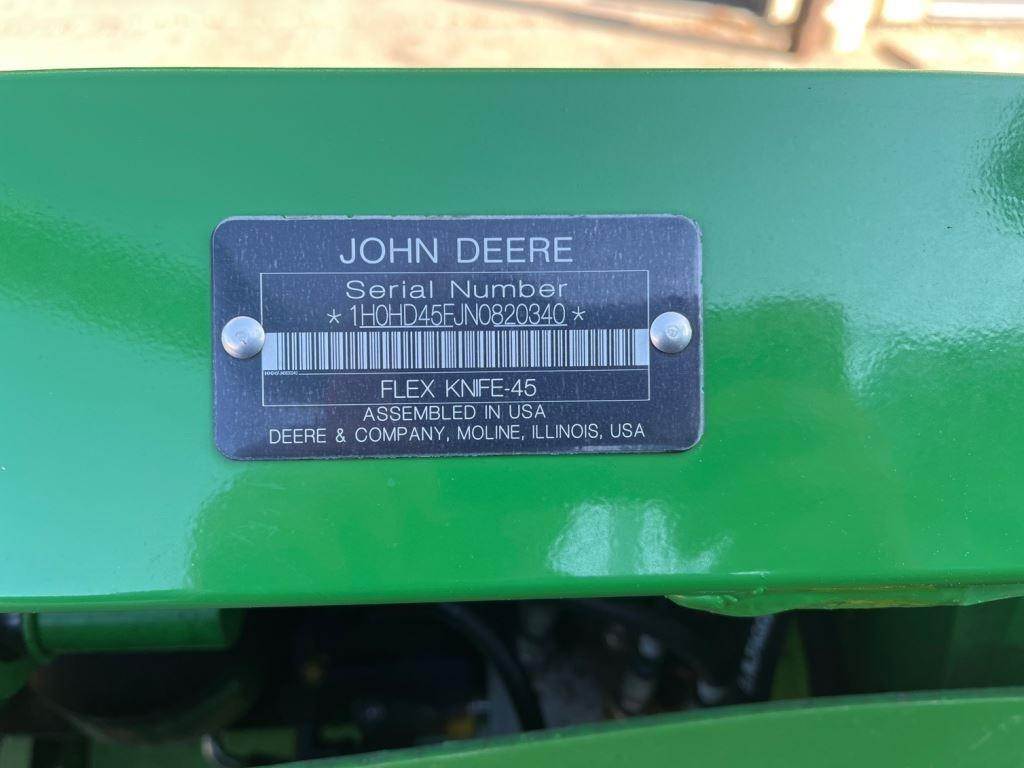 JOHN DEERE
Serial Number
*1H0HD45FJN0820340*
FLEX KNIFE-45
ASSEMBLED IN USA
DEERE & COMPANY, MOLINE, ILLINOIS, USA